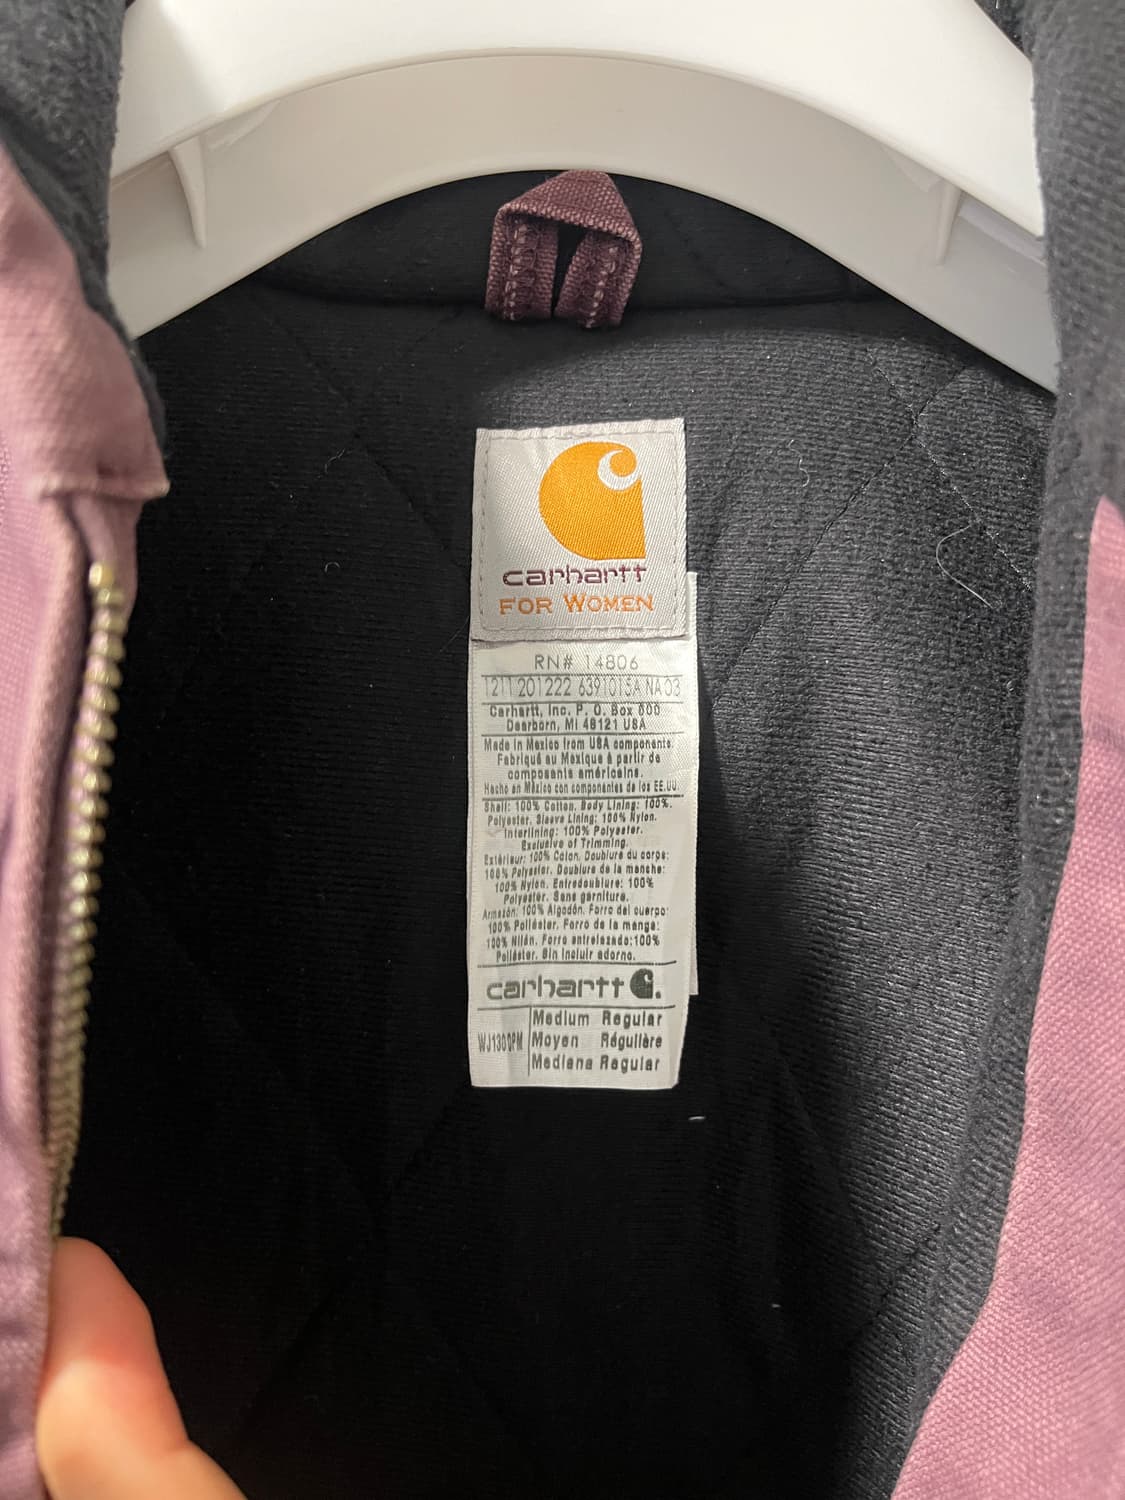 carhartt
FOR WOMEN
RN# 14806
1211 201222 6391015A NA 03
Carhartt, Inc. P. O. Box 600
Dearborn, MI 48121 USA
Made in Mexico from USA components.
Fabriqué au Mexique à partir de
composants américains.
Hecho en México con componentes de los EE.UU.
Shell: 100% Cotton. Body Lining: 100%
Polyester. Sleeve Lining: 100% Nylon.
Interlining: 100% Polyester.
Exclusive of Trimming.
Extérieur: 100% Coton. Doublure du corps:
100% Polyester. Doublure de la manche:
100% Nylon. Entredoublure: 100%
Polyester. Sans garniture.
Armazón: 100% Algodón. Forro del cuerpo:
100% Poliéster. Forro de la manga:
100% Nilón. Forro entrelazado:100%
Poliéster. Sin incluir adorno.
carhartt
Medium Regular
WJ130 DPM Moyen Régulière
Mediana Regular